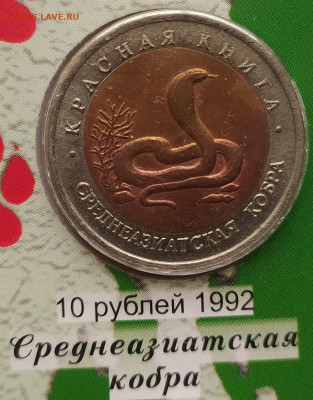 КРАСНАЯ КНИГА
СРЕДНЕАЗИАТСКАЯ КОБРА
10 рублей 1992
Среднеазиатская
кобра